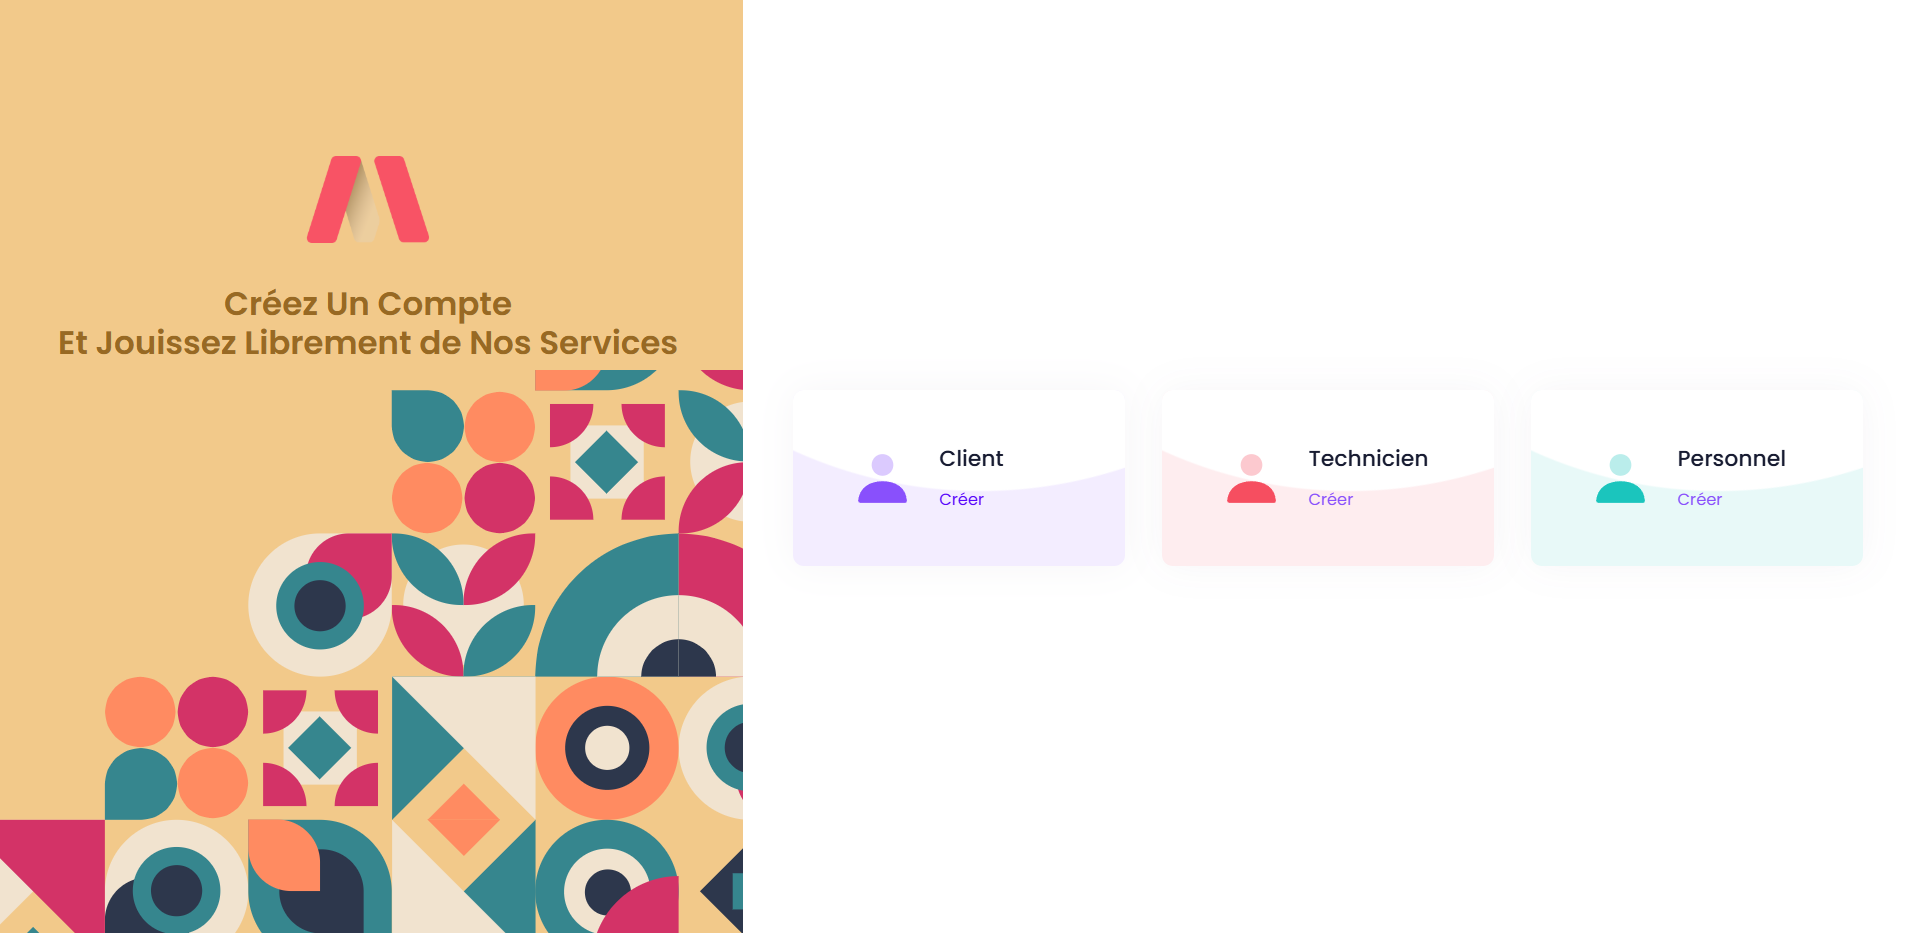 Créez Un Compte
Et Jouissez Librement de Nos Services
Client
Créer
Technicien
Créer
Personnel
Créer